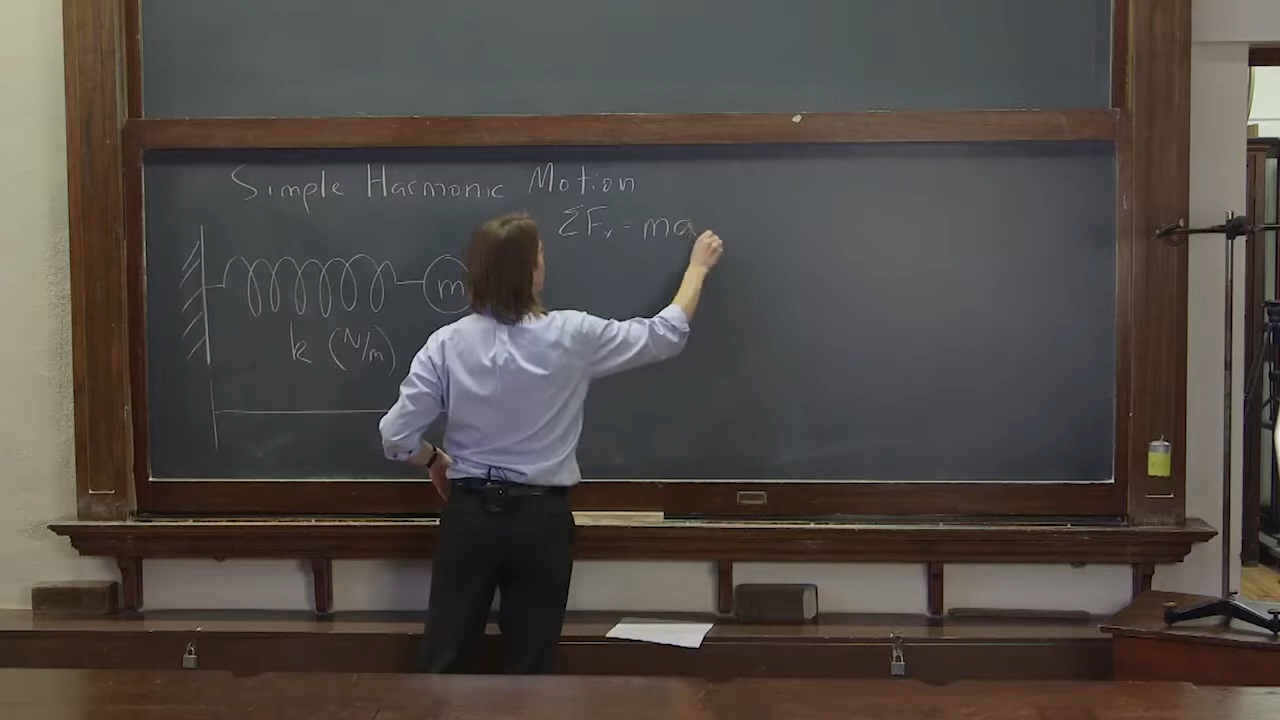 Simple Harmonic Motion
ΣFₓ = ma
m
k (N/m)